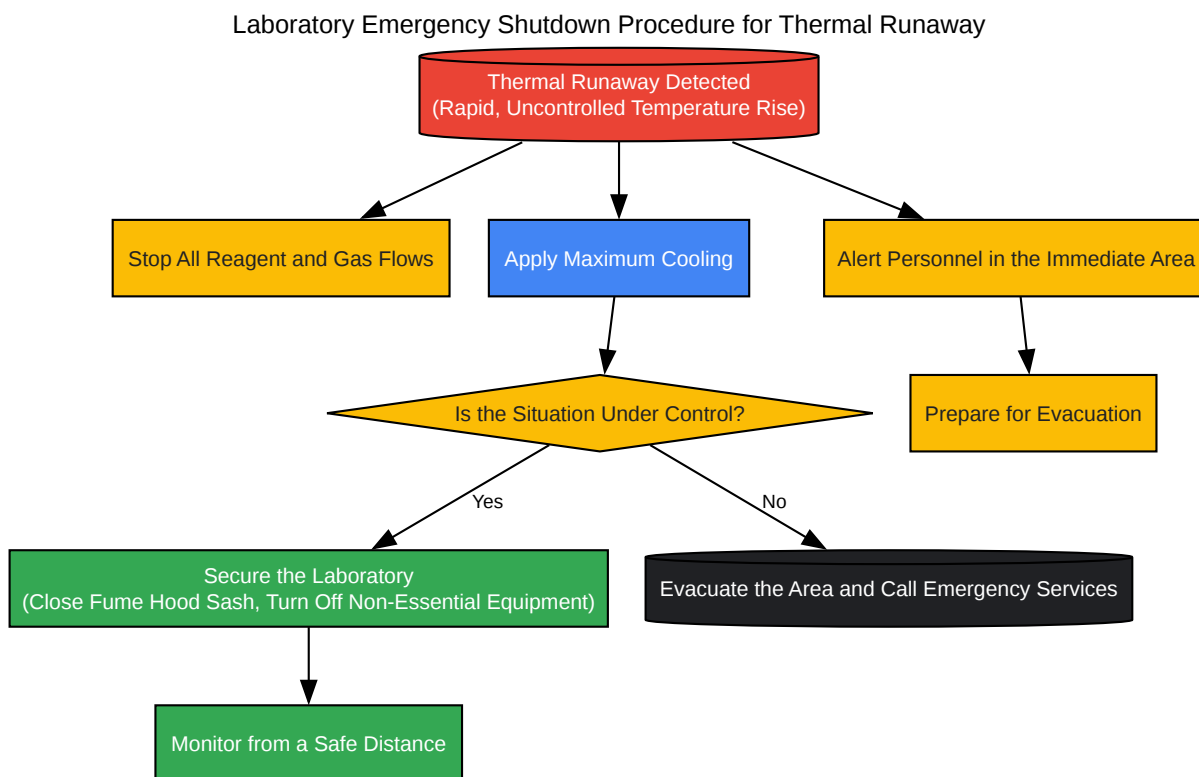 Laboratory Emergency Shutdown Procedure for Thermal Runaway
Thermal Runaway Detected
(Rapid, Uncontrolled Temperature Rise)
Stop All Reagent and Gas Flows
Apply Maximum Cooling
Alert Personnel in the Immediate Area
Is the Situation Under Control?
Prepare for Evacuation
Yes
No
Secure the Laboratory
(Close Fume Hood Sash, Turn Off Non-Essential Equipment)
Evacuate the Area and Call Emergency Services
Monitor from a Safe Distance